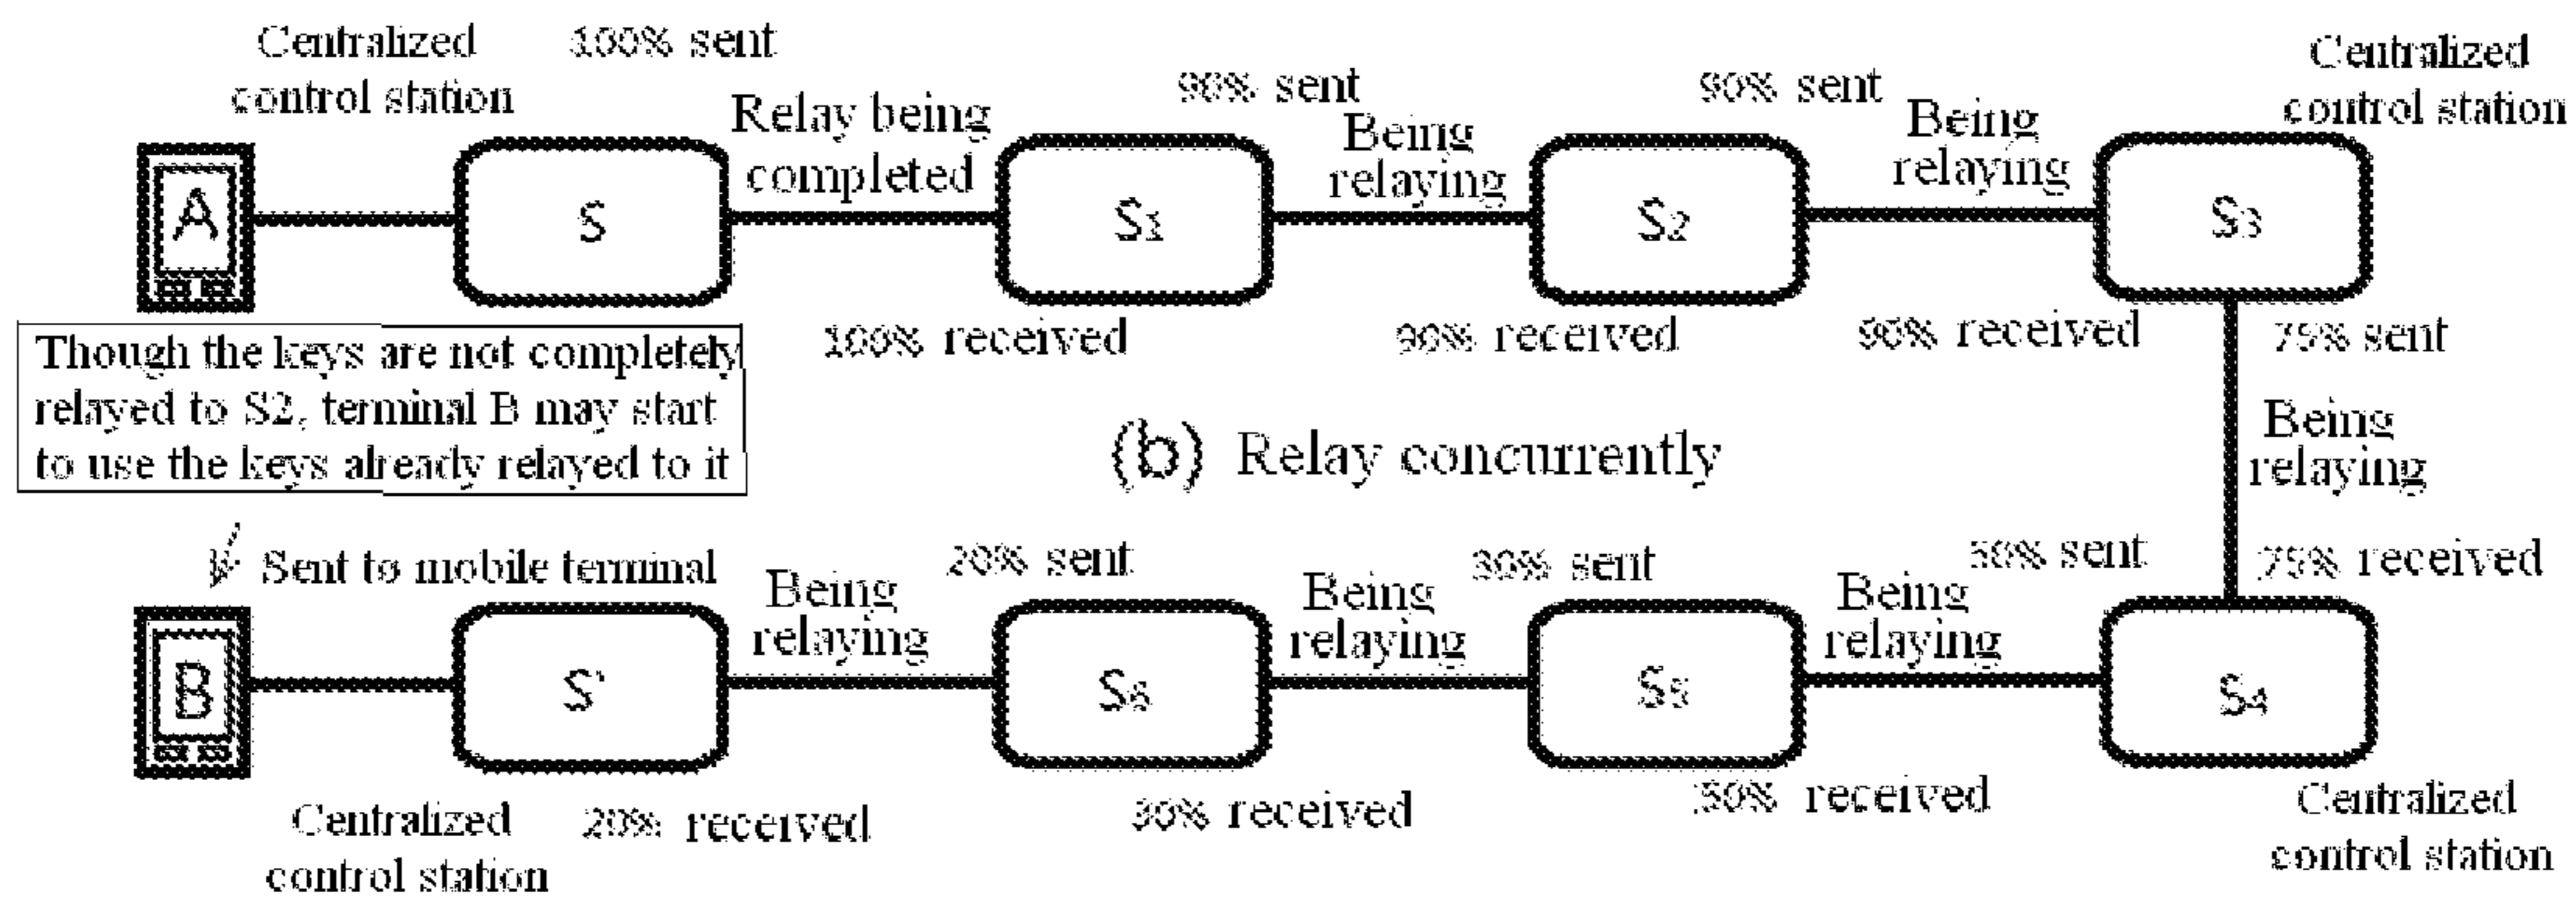 Centralized
control station
100% sent
Relay being
completed
90% sent
Being
relaying
90% sent
Being
relaying
Centralized
control station
A
S
S1
S2
S3
100% received
90% received
90% received
75% sent
Though the keys are not completely
relayed to S2, terminal B may start
to use the keys already relayed to it
(b) Relay concurrently
Being
relaying
Sent to mobile terminal
Being
relaying
20% sent
Being
relaying
30% sent
Being
relaying
50% sent
75% received
B
S'
S6
S5
S4
Centralized
control station
20% received
30% received
50% received
Centralized
control station